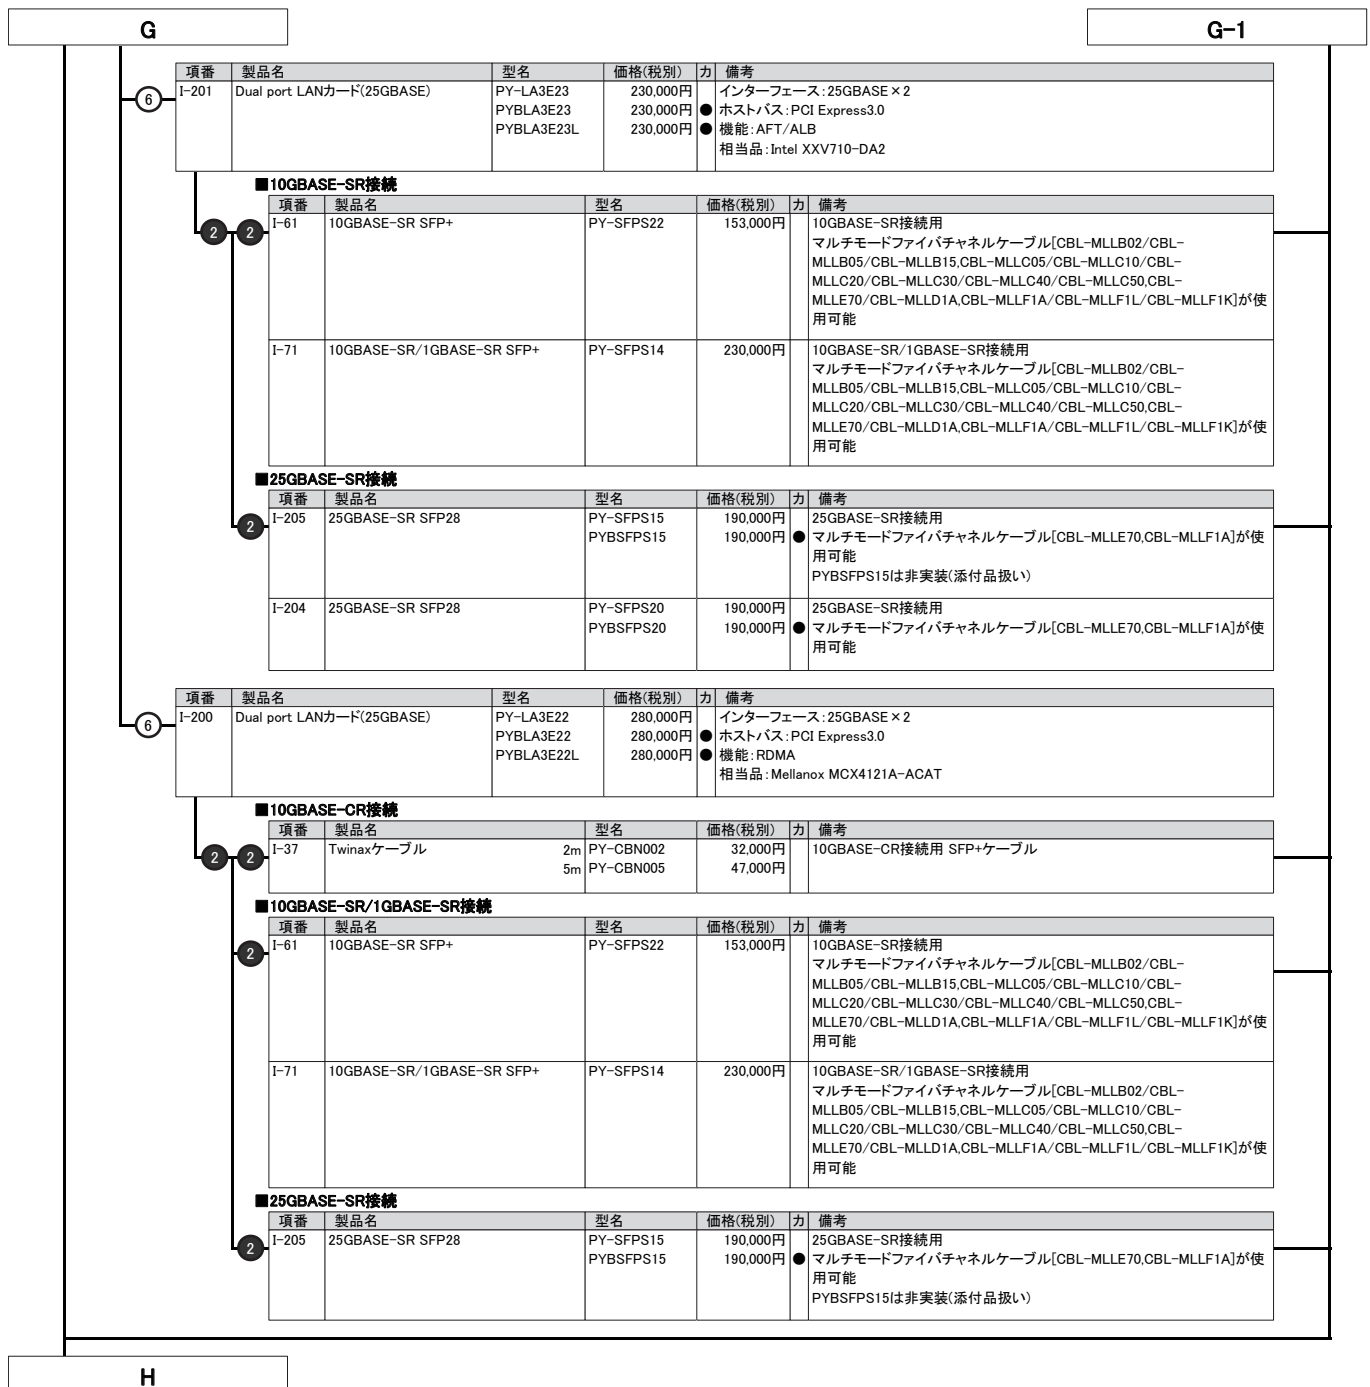 G
G-1
項番 製品名 型名 価格(税別) カ 備考
6 I-201 Dual port LANカード(25GBASE) PY-LA3E23 230,000円 インターフェース:25GBASE×2
PYBLA3E23 230,000円 ● ホストバス:PCI Express3.0
PYBLA3E23L 230,000円 ● 機能:AFT/ALB
相当品:Intel XXV710-DA2
■10GBASE-SR接続
項番 製品名 型名 価格(税別) カ 備考
2 2 I-61 10GBASE-SR SFP+ PY-SFPS22 153,000円 10GBASE-SR接続用
マルチモードファイバチャネルケーブル[CBL-MLLB02/CBL-
MLLB05/CBL-MLLB15,CBL-MLLC05/CBL-MLLC10/CBL-
MLLC20/CBL-MLLC30/CBL-MLLC40/CBL-MLLC50,CBL-
MLLE70/CBL-MLLD1A,CBL-MLLF1A/CBL-MLLF1L/CBL-MLLF1K]が使
用可能
I-71 10GBASE-SR/1GBASE-SR SFP+ PY-SFPS14 230,000円 10GBASE-SR/1GBASE-SR接続用
マルチモードファイバチャネルケーブル[CBL-MLLB02/CBL-
MLLB05/CBL-MLLB15,CBL-MLLC05/CBL-MLLC10/CBL-
MLLC20/CBL-MLLC30/CBL-MLLC40/CBL-MLLC50,CBL-
MLLE70/CBL-MLLD1A,CBL-MLLF1A/CBL-MLLF1L/CBL-MLLF1K]が使
用可能
■25GBASE-SR接続
項番 製品名 型名 価格(税別) カ 備考
2 I-205 25GBASE-SR SFP28 PY-SFPS15 190,000円 25GBASE-SR接続用
PYBSFPS15 190,000円 ● マルチモードファイバチャネルケーブル[CBL-MLLE70,CBL-MLLF1A]が使
用可能
PYBSFPS15は非実装(添付品扱い)
I-204 25GBASE-SR SFP28 PY-SFPS20 190,000円 25GBASE-SR接続用
PYBSFPS20 190,000円 ● マルチモードファイバチャネルケーブル[CBL-MLLE70,CBL-MLLF1A]が使
用可能
項番 製品名 型名 価格(税別) カ 備考
6 I-200 Dual port LANカード(25GBASE) PY-LA3E22 280,000円 インターフェース:25GBASE×2
PYBLA3E22 280,000円 ● ホストバス:PCI Express3.0
PYBLA3E22L 280,000円 ● 機能:RDMA
相当品:Mellanox MCX4121A-ACAT
■10GBASE-CR接続
項番 製品名 型名 価格(税別) カ 備考
2 2 I-37 Twinaxケーブル 2m PY-CBN002 32,000円 10GBASE-CR接続用 SFP+ケーブル
5m PY-CBN005 47,000円
■10GBASE-SR/1GBASE-SR接続
項番 製品名 型名 価格(税別) カ 備考
2 I-61 10GBASE-SR SFP+ PY-SFPS22 153,000円 10GBASE-SR接続用
マルチモードファイバチャネルケーブル[CBL-MLLB02/CBL-
MLLB05/CBL-MLLB15,CBL-MLLC05/CBL-MLLC10/CBL-
MLLC20/CBL-MLLC30/CBL-MLLC40/CBL-MLLC50,CBL-
MLLE70/CBL-MLLD1A,CBL-MLLF1A/CBL-MLLF1L/CBL-MLLF1K]が使
用可能
I-71 10GBASE-SR/1GBASE-SR SFP+ PY-SFPS14 230,000円 10GBASE-SR/1GBASE-SR接続用
マルチモードファイバチャネルケーブル[CBL-MLLB02/CBL-
MLLB05/CBL-MLLB15,CBL-MLLC05/CBL-MLLC10/CBL-
MLLC20/CBL-MLLC30/CBL-MLLC40/CBL-MLLC50,CBL-
MLLE70/CBL-MLLD1A,CBL-MLLF1A/CBL-MLLF1L/CBL-MLLF1K]が使
用可能
■25GBASE-SR接続
項番 製品名 型名 価格(税別) カ 備考
2 I-205 25GBASE-SR SFP28 PY-SFPS15 190,000円 25GBASE-SR接続用
PYBSFPS15 190,000円 ● マルチモードファイバチャネルケーブル[CBL-MLLE70,CBL-MLLF1A]が使
用可能
PYBSFPS15は非実装(添付品扱い)
H